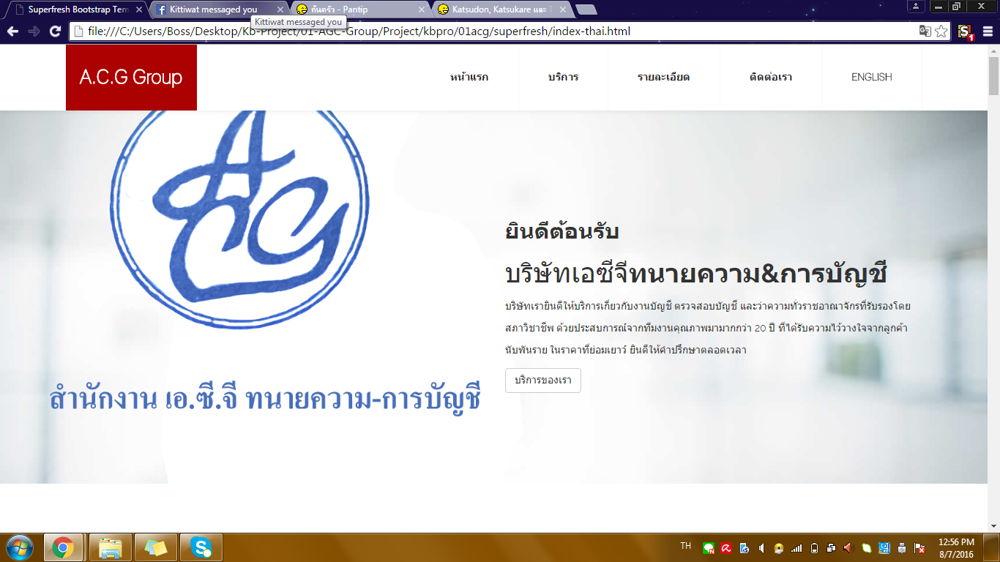 Superfresh Bootstrap Tem
Kittiwat messaged you
ก้นครัว - Pantip
Katsudon, Katsukare และ T
Kittiwat messaged you
file:///C:/Users/Boss/Desktop/Kb-Project/01-AGC-Group/Project/kbpro/01acg/superfresh/index-thai.html
A.C.G Group
หน้าแรก
บริการ
รายละเอียด
ติดต่อเรา
ENGLISH
ACG
ยินดีต้อนรับ
บริษัทเอซีจีทนายความ&การบัญชี
บริษัทเรายินดีให้บริการเกี่ยวกับงานบัญชี ตรวจสอบบัญชี และว่าความทั่วราชอาณาจักรที่รับรองโดย
สภาวิชาชีพ ด้วยประสบการณ์จากทีมงานคุณภาพมามากกว่า 20 ปี ที่ได้รับความไว้วางใจจากลูกค้า
นับพันราย ในราคาที่ย่อมเยาว์ ยินดีให้คำปรึกษาตลอดเวลา
บริการของเรา
สำนักงาน เอ.ซี.จี ทนายความ-การบัญชี
TH
12:56 PM
8/7/2016